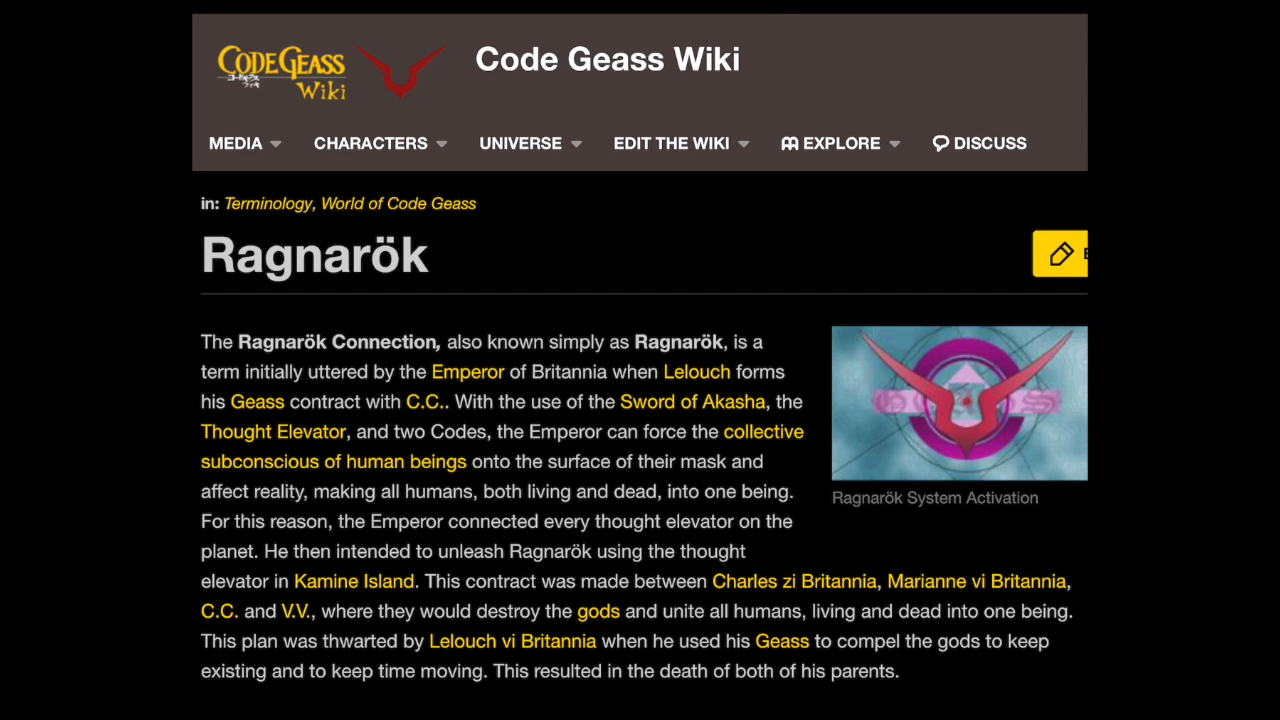 CODE GEASS
Wiki
Code Geass Wiki
MEDIA
CHARACTERS
UNIVERSE
EDIT THE WIKI
EXPLORE
DISCUSS
in: Terminology, World of Code Geass
Ragnarök
The Ragnarök Connection, also known simply as Ragnarök, is a
term initially uttered by the Emperor of Britannia when Lelouch forms
his Geass contract with C.C.. With the use of the Sword of Akasha, the
Thought Elevator, and two Codes, the Emperor can force the collective
subconscious of human beings onto the surface of their mask and
affect reality, making all humans, both living and dead, into one being.
For this reason, the Emperor connected every thought elevator on the
planet. He then intended to unleash Ragnarök using the thought
elevator in Kamine Island. This contract was made between Charles zi Britannia, Marianne vi Britannia,
C.C. and V.V., where they would destroy the gods and unite all humans, living and dead into one being.
This plan was thwarted by Lelouch vi Britannia when he used his Geass to compel the gods to keep
existing and to keep time moving. This resulted in the death of both of his parents.
Ragnarök System Activation